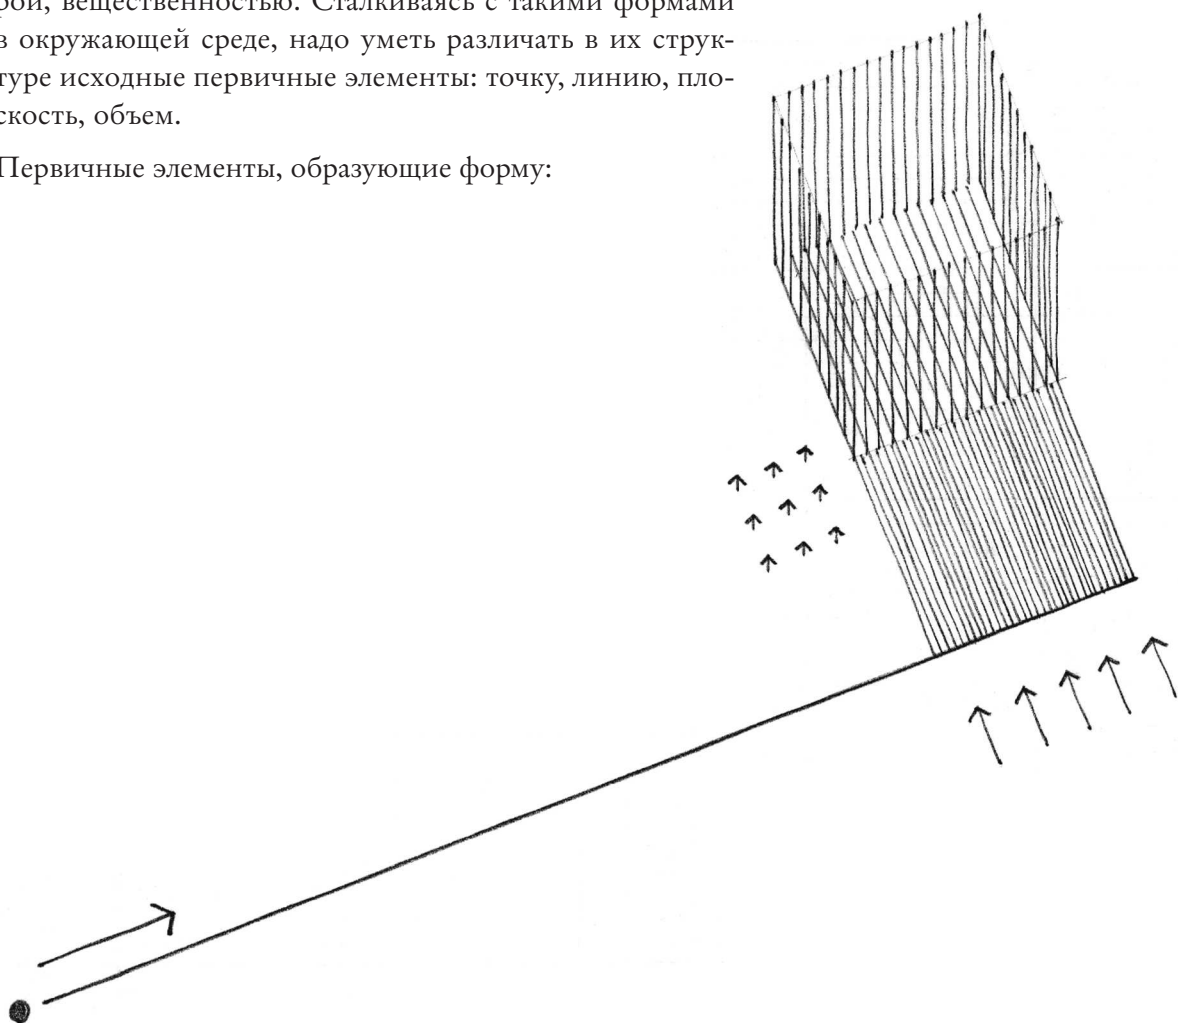 рой, вещественностью. Сталкиваясь с такими формами
в окружающей среде, надо уметь различать в их струк-
туре исходные первичные элементы: точку, линию, пло-
скость, объем.
Первичные элементы, образующие форму: